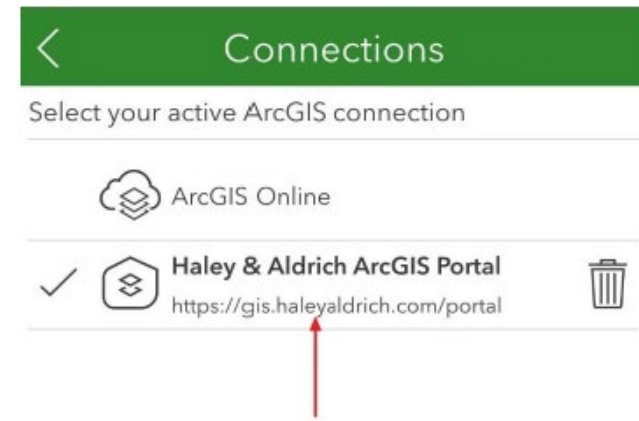 Connections
Select your active ArcGIS connection
ArcGIS Online
Haley & Aldrich ArcGIS Portal
https://gis.haleyaldrich.com/portal